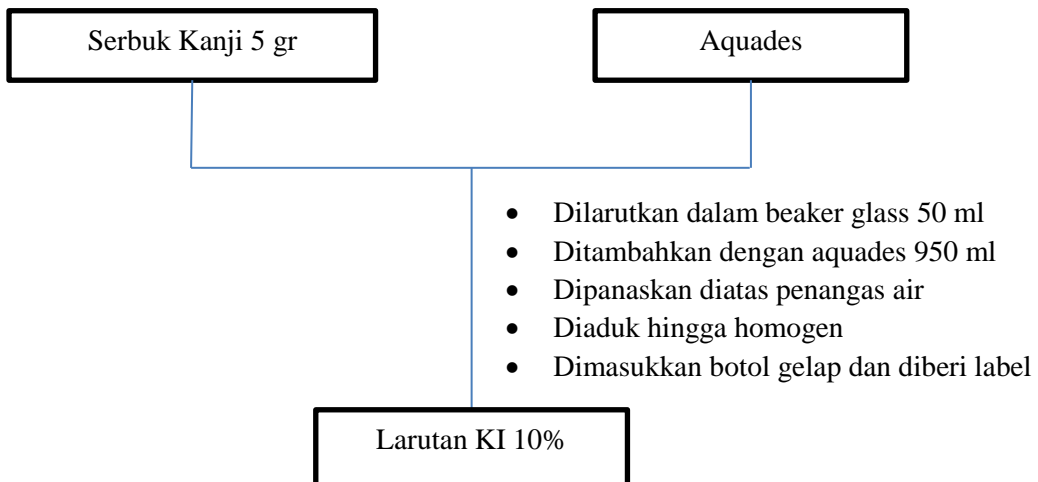 Serbuk Kanji 5 gr
Aquades
• Dilarutkan dalam beaker glass 50 ml
• Ditambahkan dengan aquades 950 ml
• Dipanaskan diatas penangas air
• Diaduk hingga homogen
• Dimasukkan botol gelap dan diberi label
Larutan KI 10%